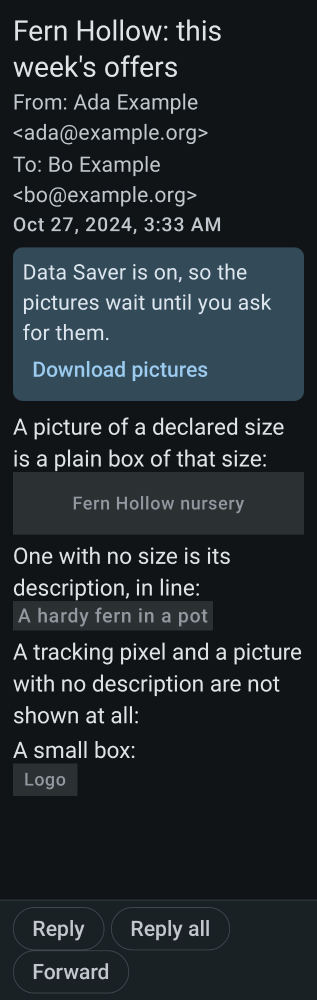 Fern Hollow: this
week's offers
From: Ada Example
<ada@example.org>
To: Bo Example
<bo@example.org>
Oct 27, 2024, 3:33 AM
Data Saver is on, so the
pictures wait until you ask
for them.
Download pictures
A picture of a declared size
is a plain box of that size:
Fern Hollow nursery
One with no size is its
description, in line:
A hardy fern in a pot
A tracking pixel and a picture
with no description are not
shown at all:
A small box:
Logo
Reply
Reply all
Forward